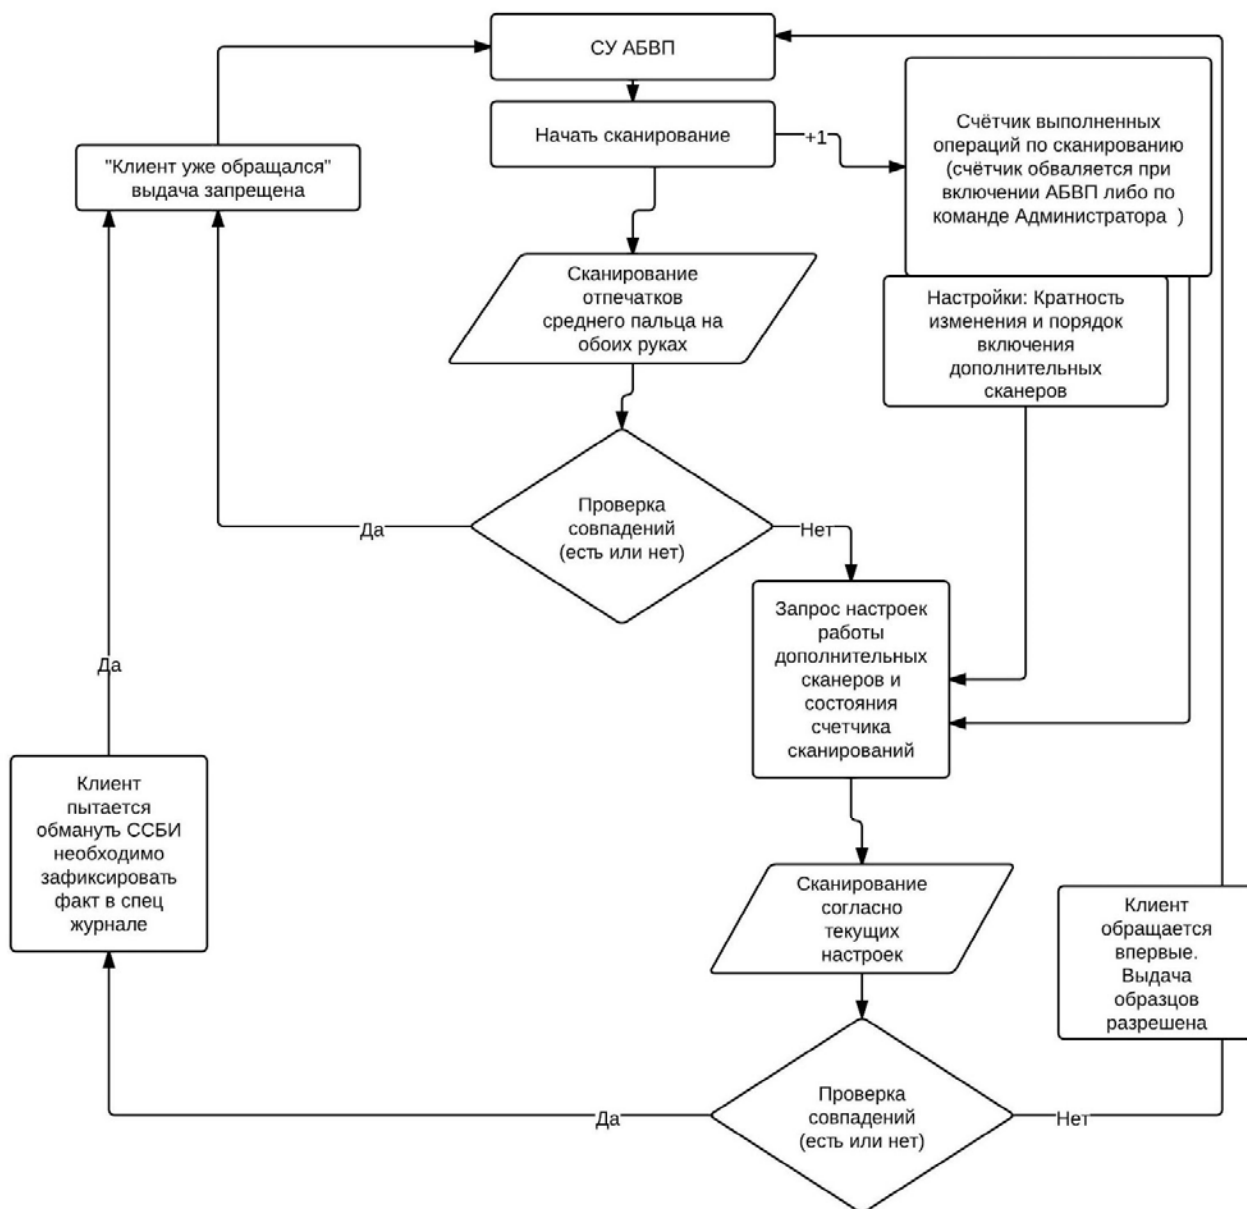 СУ АБВП
Начать сканирование
+1
Счётчик выполненных
операций по сканированию
(счётчик обваляется при
включении АБВП либо по
команде Администратора )
"Клиент уже обращался"
выдача запрещена
Сканирование
отпечатков
среднего пальца на
обоих руках
Настройки: Кратность
изменения и порядок
включения
дополнительных
сканеров
Проверка
совпадений
(есть или нет)
Да
Нет
Запрос настроек
работы
дополнительных
сканеров и
состояния
счетчика
сканирований
Да
Клиент
пытается
обмануть ССБИ
необходимо
зафиксировать
факт в спец
журнале
Сканирование
согласно
текущих
настроек
Клиент
обращается
впервые.
Выдача
образцов
разрешена
Проверка
совпадений
(есть или нет)
Да
Нет